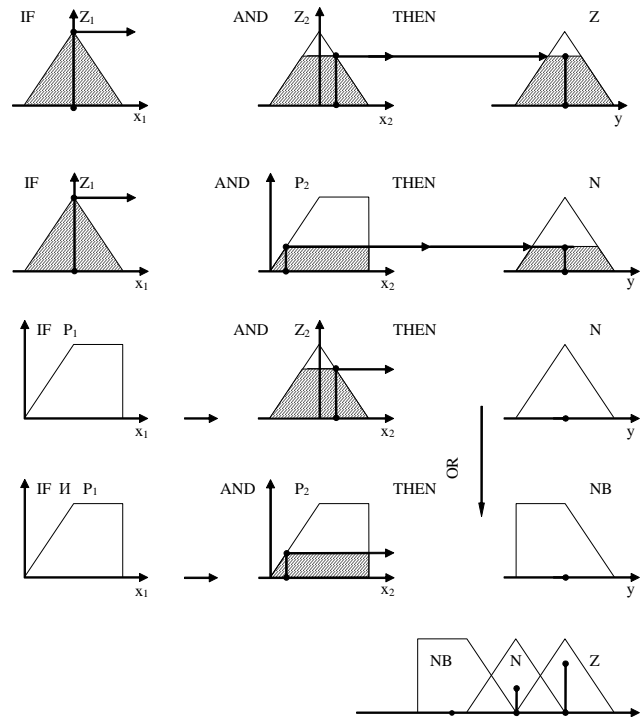 IF Z₁ AND Z₂ THEN Z
x₁ x₂ y
IF Z₁ AND P₂ THEN N
x₁ x₂ y
IF P₁ AND Z₂ THEN N
x₁ x₂ y
OR
IF И P₁ AND P₂ THEN NB
x₁ x₂ y
NB N Z